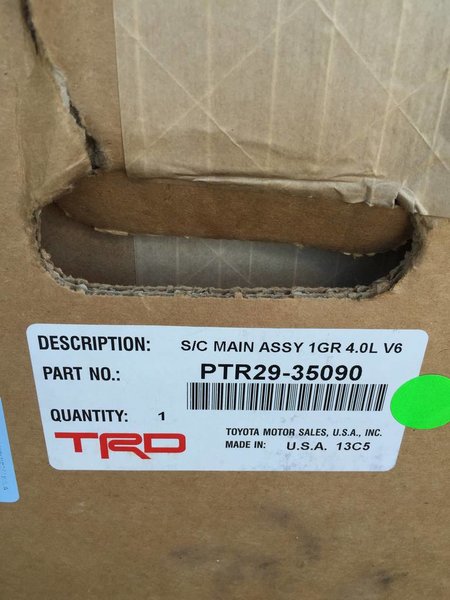 DESCRIPTION: S/C MAIN ASSY 1GR 4.0L V6
PART NO.: PTR29-35090
QUANTITY: 1
TRD
TOYOTA MOTOR SALES, U.S.A., INC.
MADE IN: U.S.A. 13C5